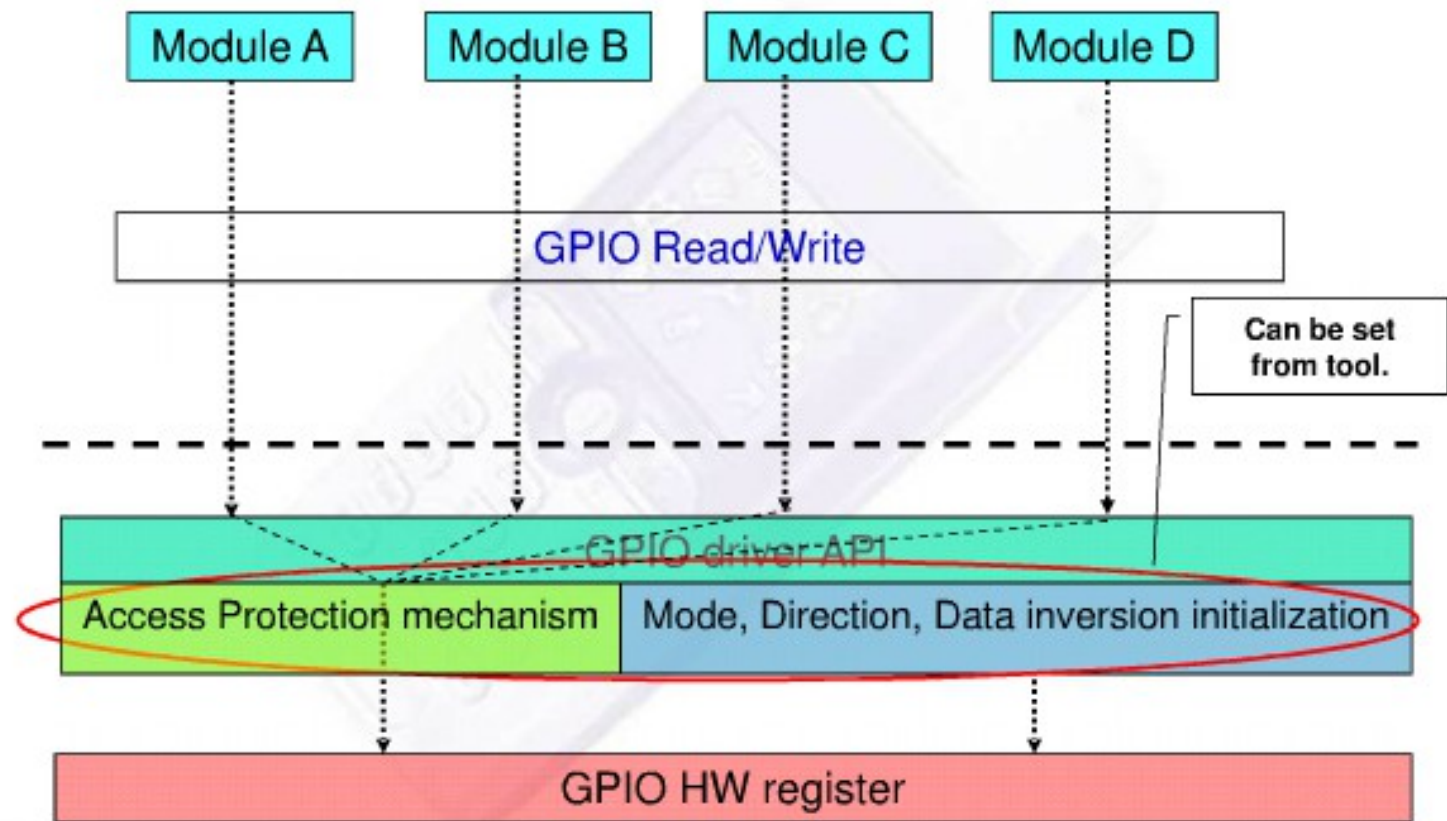 Module A
Module B
Module C
Module D
GPIO Read/Write
Can be set
from tool.
GPIO driver API
Access Protection mechanism
Mode, Direction, Data inversion initialization
GPIO HW register